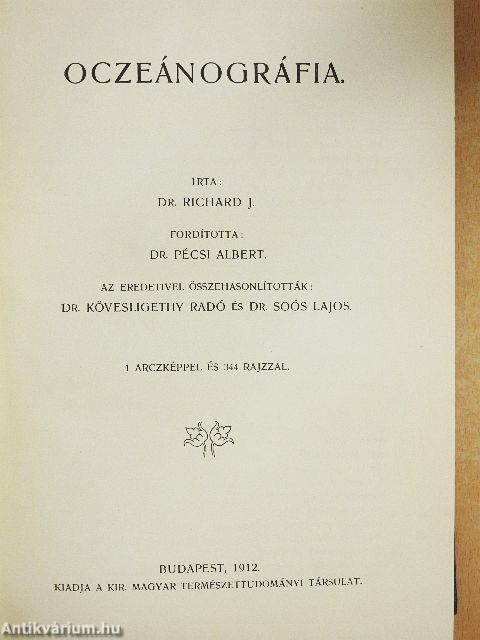 OCZEÁNOGRÁFIA.
IRTA:
DR. RICHARD J.
FORDÍTOTTA:
DR. PÉCSI ALBERT.
AZ EREDETIVEL ÖSSZEHASONLÍTOTTÁK:
DR. KÖVESLIGETHY RADÓ ÉS DR. SOÓS LAJOS.
1 ARCZKÉPPEL ÉS 344 RAJZZAL.
BUDAPEST, 1912.
KIADJA A KIR. MAGYAR TERMÉSZETTUDOMÁNYI TÁRSULAT.
Antikvárium.hu